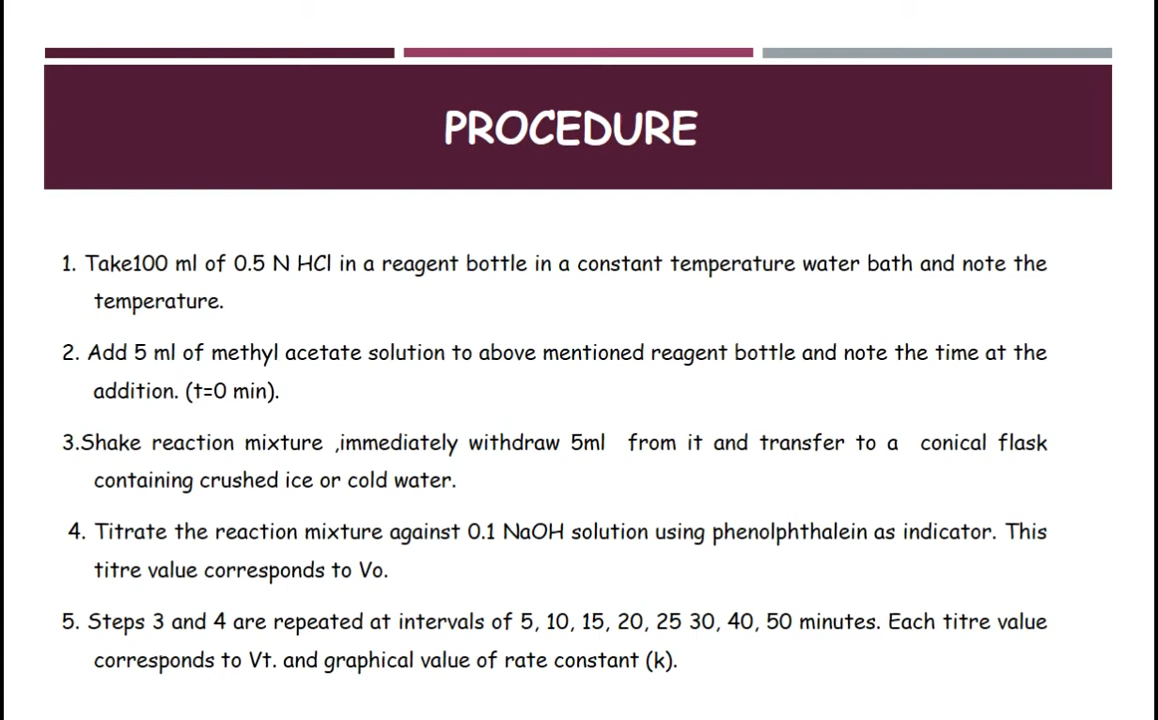 PROCEDURE
1. Take100 ml of 0.5 N HCl in a reagent bottle in a constant temperature water bath and note the
temperature.
2. Add 5 ml of methyl acetate solution to above mentioned reagent bottle and note the time at the
addition. (t=0 min).
3.Shake reaction mixture ,immediately withdraw 5ml from it and transfer to a conical flask
containing crushed ice or cold water.
4. Titrate the reaction mixture against 0.1 NaOH solution using phenolphthalein as indicator. This
titre value corresponds to Vo.
5. Steps 3 and 4 are repeated at intervals of 5, 10, 15, 20, 25 30, 40, 50 minutes. Each titre value
corresponds to Vt. and graphical value of rate constant (k).